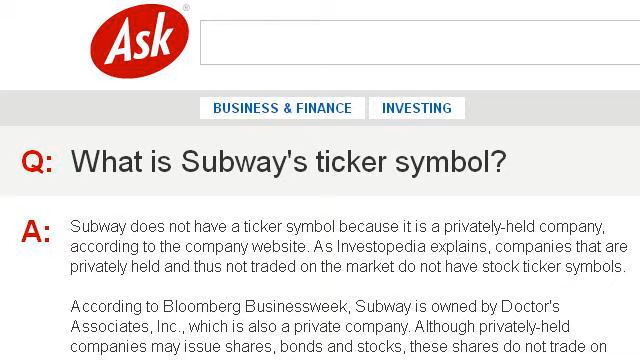 Ask ®
BUSINESS & FINANCE INVESTING
Q: What is Subway's ticker symbol?
A: Subway does not have a ticker symbol because it is a privately-held company,
according to the company website. As Investopedia explains, companies that are
privately held and thus not traded on the market do not have stock ticker symbols.
According to Bloomberg Businessweek, Subway is owned by Doctor's
Associates, Inc., which is also a private company. Although privately-held
companies may issue shares, bonds and stocks, these shares do not trade on